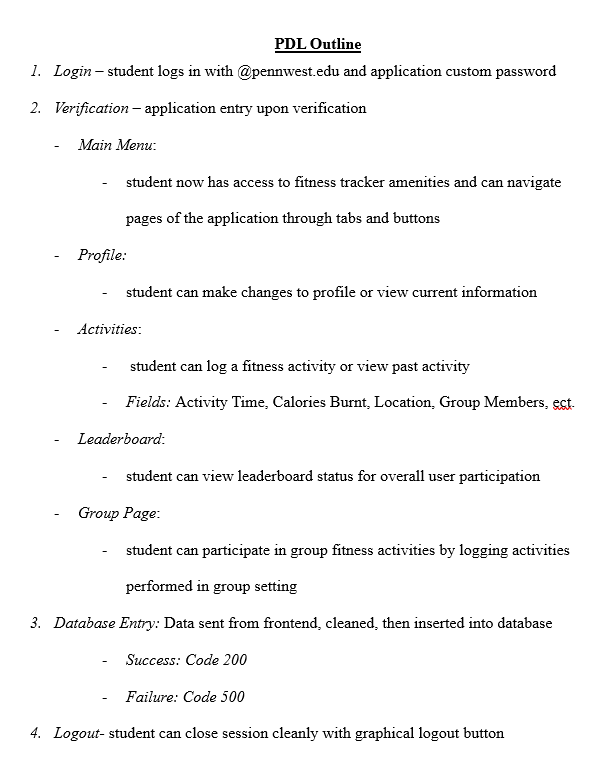 PDL Outline
1. Login – student logs in with @pennwest.edu and application custom password
2. Verification – application entry upon verification
- Main Menu:
- student now has access to fitness tracker amenities and can navigate
pages of the application through tabs and buttons
- Profile:
- student can make changes to profile or view current information
- Activities:
- student can log a fitness activity or view past activity
- Fields: Activity Time, Calories Burnt, Location, Group Members, ect.
- Leaderboard:
- student can view leaderboard status for overall user participation
- Group Page:
- student can participate in group fitness activities by logging activities
performed in group setting
3. Database Entry: Data sent from frontend, cleaned, then inserted into database
- Success: Code 200
- Failure: Code 500
4. Logout- student can close session cleanly with graphical logout button